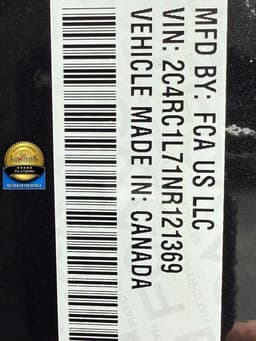 MFD BY: FCA US LLC
VIN: 2C4RC1L71NR121369
VEHICLE MADE IN: CANADA